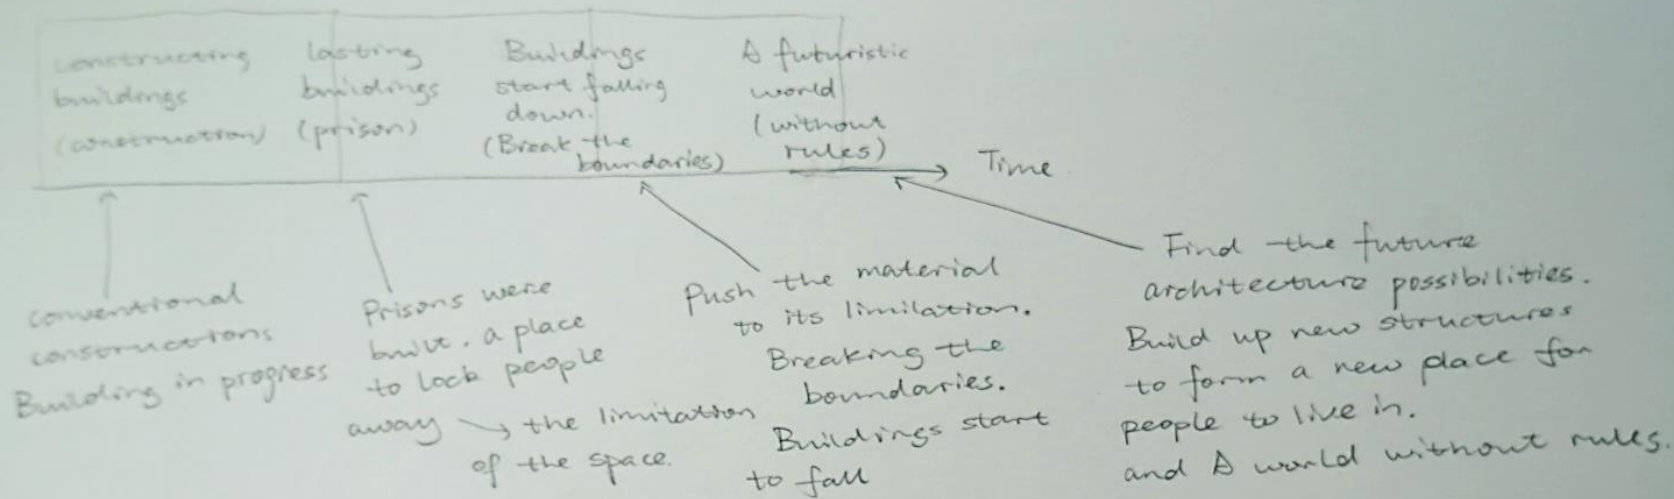 constructing
buildings
(construction)
lasting
buildings
(prison)
Buildings
start falling
down.
(Break the
boundaries)
A futuristic
world
(without
rules)
Time
conventional
constructions
Building in progress
Prisons were
built. a place
to lock people
away → the limitation
of the space.
Push the material
to its limilation.
Breaking the
boundaries.
Buildings start
to fall
Find the future
architecture possibilities.
Build up new structures
to form a new place for
people to live in.
and A world without rules.